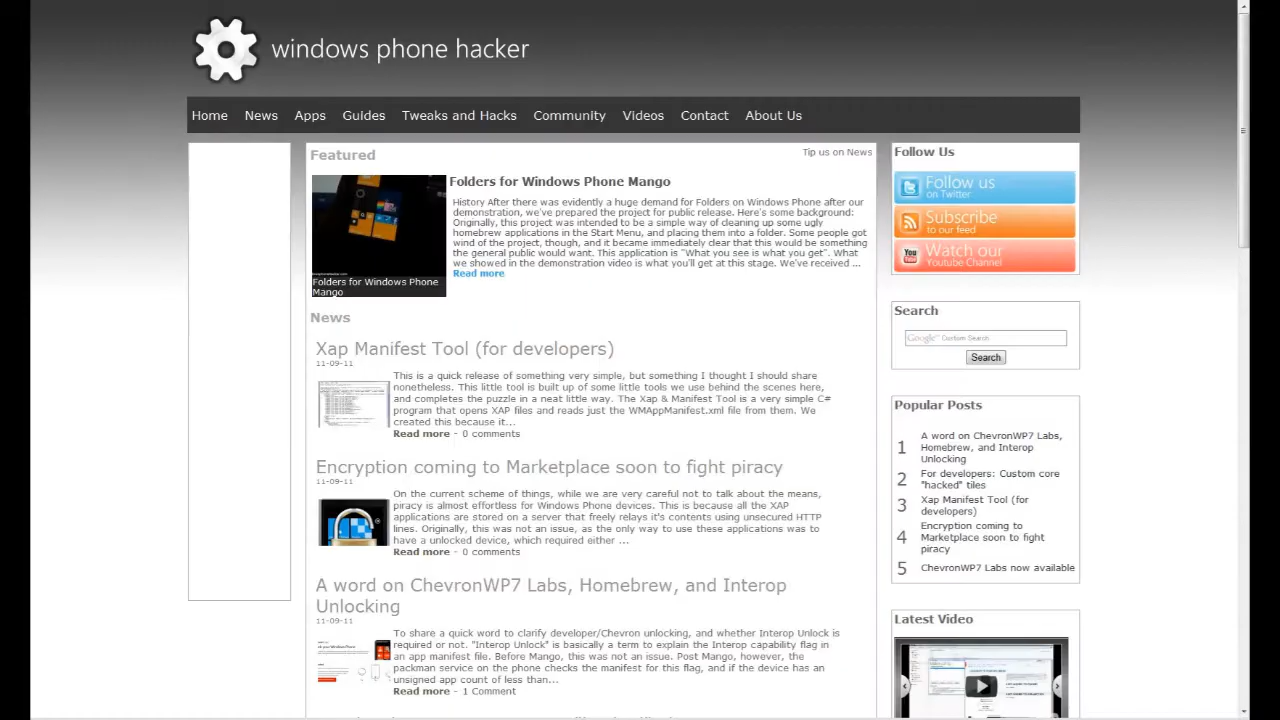 windows phone hacker
Home News Apps Guides Tweaks and Hacks Community Videos Contact About Us
Featured
Tip us on News
Folders for Windows Phone Mango
History After there was evidently a huge demand for Folders on Windows Phone after our
demonstration, we've prepared the project for public release. Here's some background:
Originally, this project was intended to be a simple way of cleaning up some ugly
homebrew applications in the Start Menu, and placing them into a folder. Some people got
wind of the project, though, and it became immediately clear that this would be something
the general public would want. This application is "What you see is what you get". What
we showed in the demonstration video is what you'll get at this stage. We've received ...
Read more
Folders for Windows Phone
Mango
News
Xap Manifest Tool (for developers)
11-09-11
This is a quick release of something very simple, but something I thought I should share
nonetheless. This little tool is built up of some little tools we use behind the scenes here,
and completes the puzzle in a neat little way. The Xap & Manifest Tool is a very simple C#
program that opens XAP files and reads just the WMAppManifest.xml file from them. We
created this because it...
Read more - 0 comments
Encryption coming to Marketplace soon to fight piracy
11-09-11
On the current scheme of things, while we are very careful not to talk about the means,
piracy is almost effortless for Windows Phone devices. This is because all the XAP
applications are stored on a server that freely relays it's contents using unsecured HTTP
lines. Originally, this was not an issue, as the only way to use these applications was to
have a unlocked device, which required either ...
Read more - 0 comments
A word on ChevronWP7 Labs, Homebrew, and Interop
Unlocking
11-09-11
To share a quick word to clarify developer/Chevron unlocking, and whether Interop Unlock is
required or not. "Interop Unlock" is basically a term to explain the Interop capability flag in
an app manifest file. Before Mango, this was not an issue. Post Mango, however, the
packman service on the phone checks the manifest for this flag, and if the device has an
unsigned app count of less than...
Read more - 1 Comment
Follow Us
Follow us
on Twitter
Subscribe
to our feed
You
Watch our
Youtube Channel
Search
Google™ Custom Search
Search
Popular Posts
1 A word on ChevronWP7 Labs,
Homebrew, and Interop
Unlocking
2 For developers: Custom core
"hacked" tiles
3 Xap Manifest Tool (for
developers)
4 Encryption coming to
Marketplace soon to fight
piracy
5 ChevronWP7 Labs now available
Latest Video